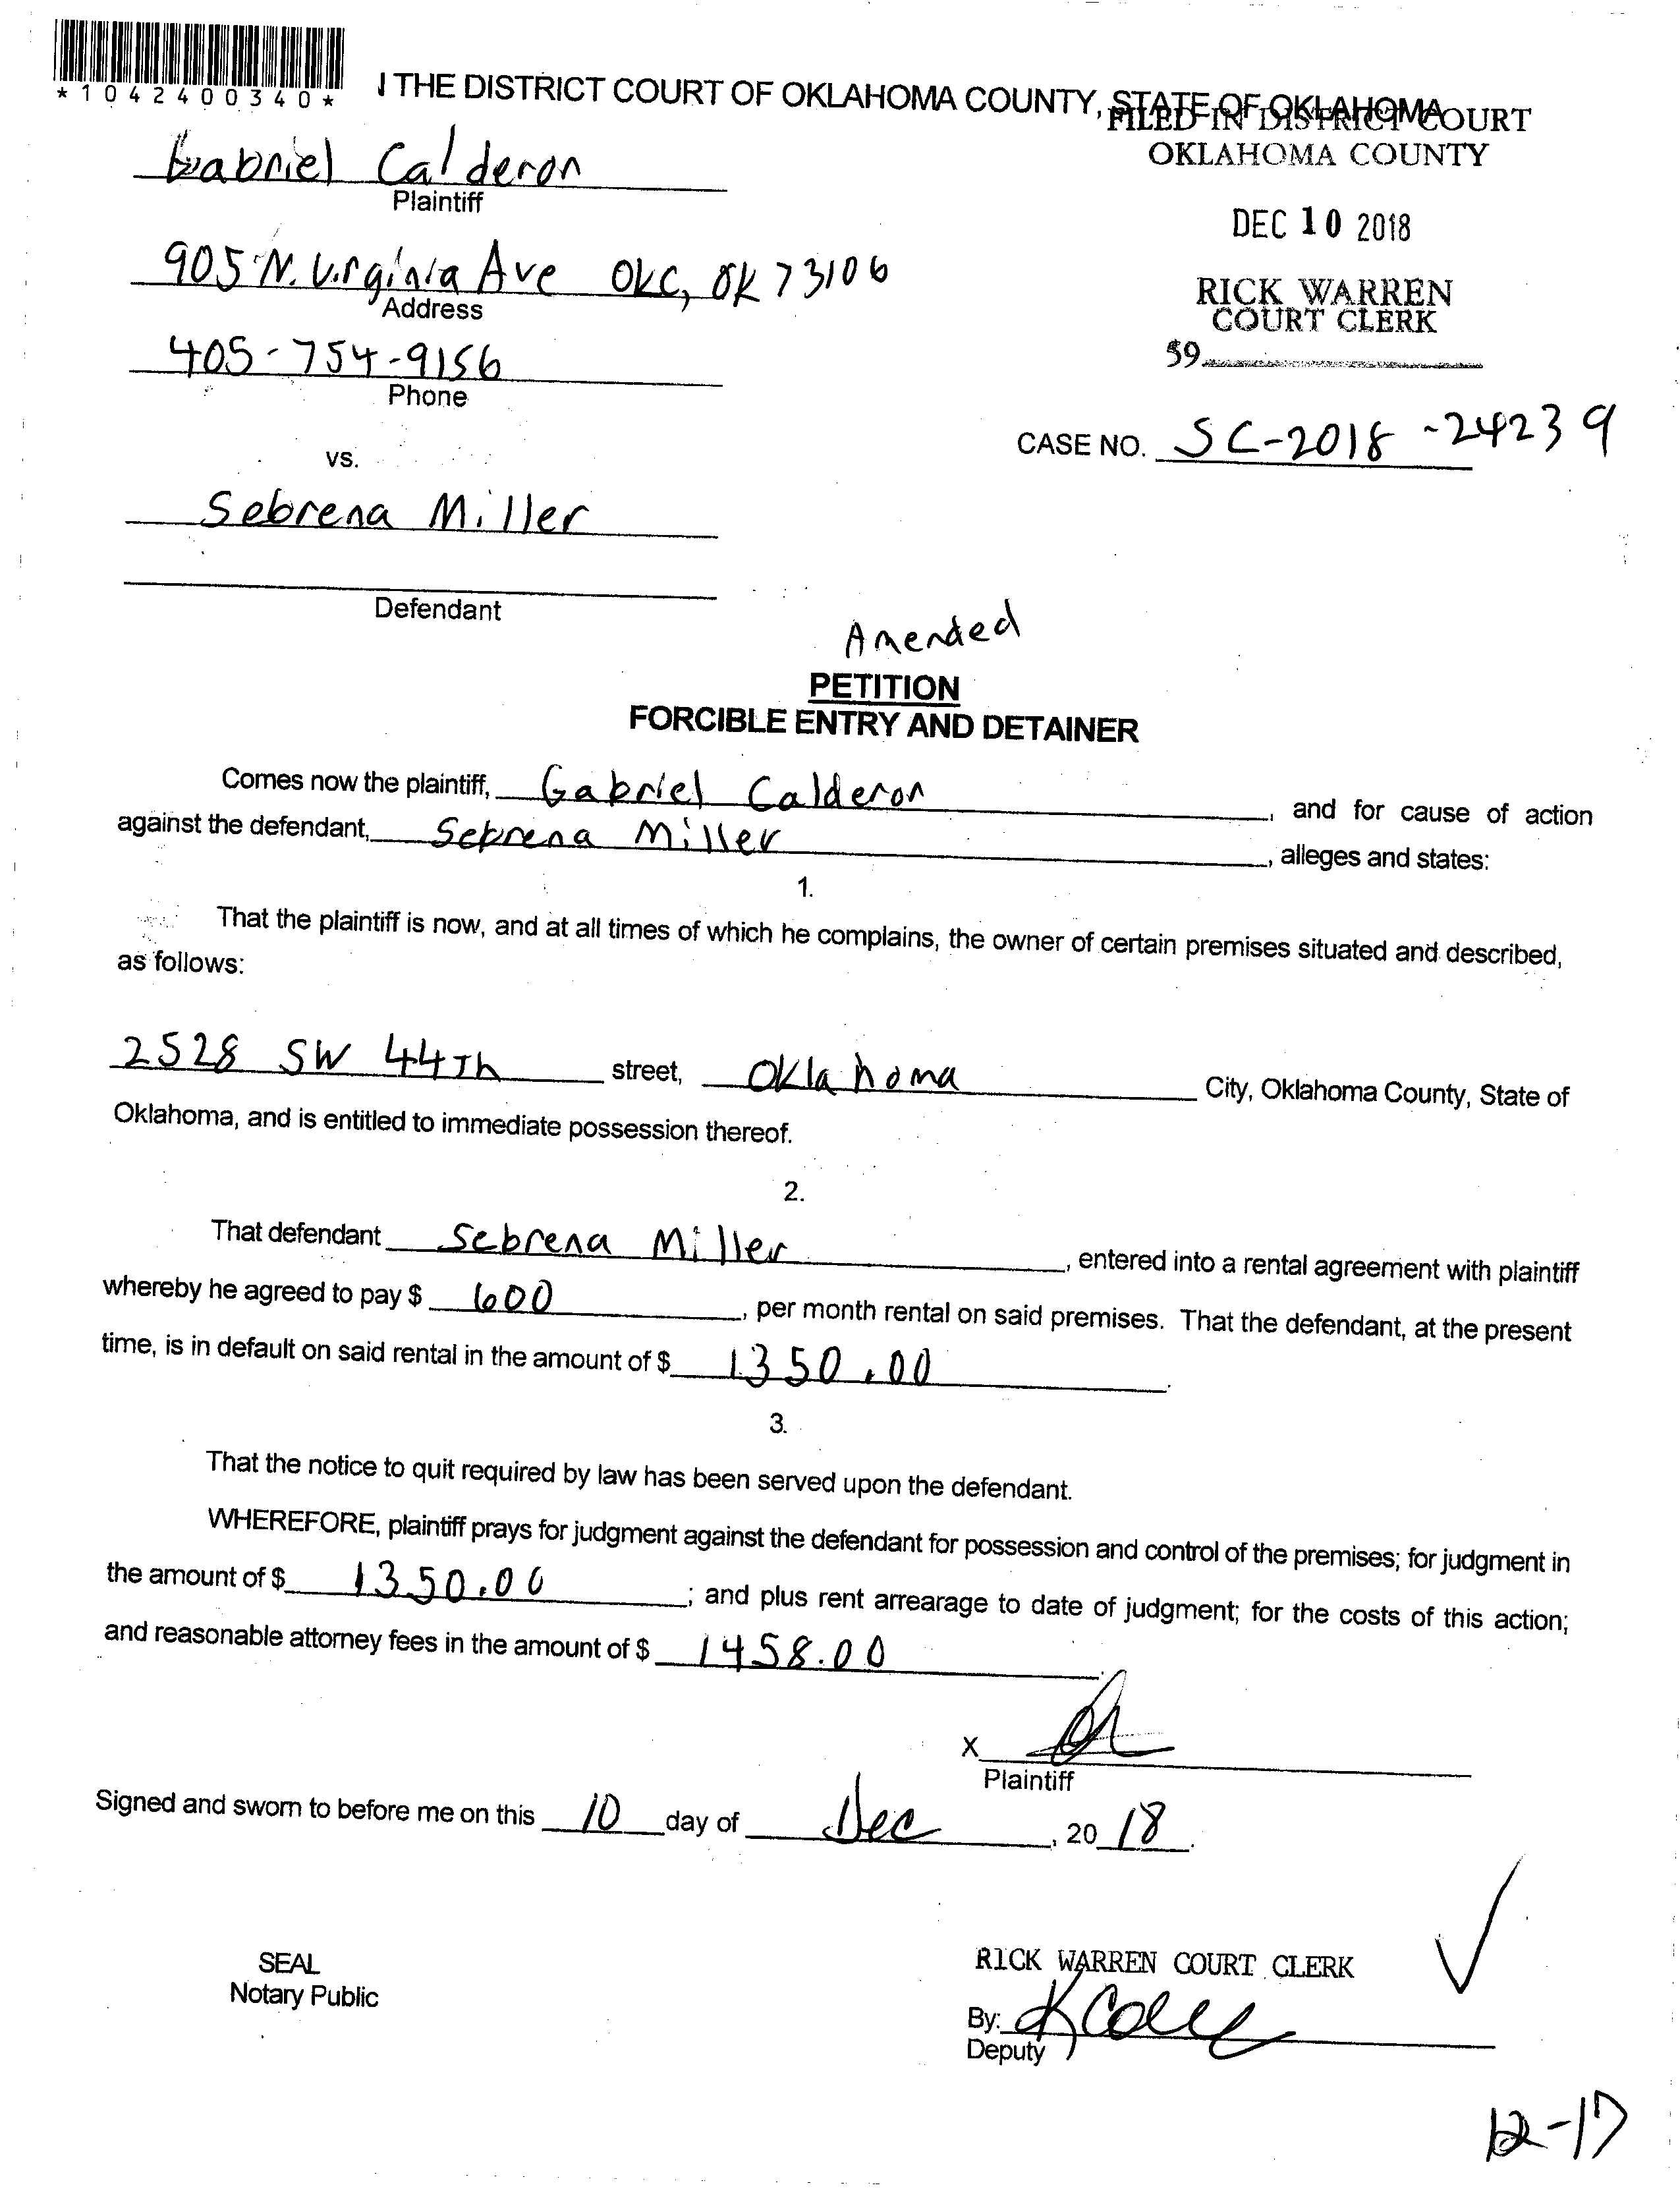 *1042400340*
THE DISTRICT COURT OF OKLAHOMA COUNTY, STATE OF OKLAHOMA
FILED IN DISTRICT COURT
OKLAHOMA COUNTY
Gabriel Calderon
Plaintiff
DEC 10 2018
905 N. Virginia Ave OKC, OK 73106
Address
RICK WARREN
COURT CLERK
405-754-9156
Phone
59
CASE NO. SC-2018-24239
vs.
Sebrena Miller
Defendant
Amended
PETITION
FORCIBLE ENTRY AND DETAINER
Comes now the plaintiff, Gabriel Calderon, and for cause of action
against the defendant, Sebrena Miller, alleges and states:
1.
That the plaintiff is now, and at all times of which he complains, the owner of certain premises situated and described,
as follows:
2528 SW 44Th street, Oklahoma City, Oklahoma County, State of
Oklahoma, and is entitled to immediate possession thereof.
2.
That defendant Sebrena Miller, entered into a rental agreement with plaintiff
whereby he agreed to pay $ 600, per month rental on said premises. That the defendant, at the present
time, is in default on said rental in the amount of $ 1350.00.
3.
That the notice to quit required by law has been served upon the defendant.
WHEREFORE, plaintiff prays for judgment against the defendant for possession and control of the premises; for judgment in
the amount of $ 1350.00; and plus rent arrearage to date of judgment; for the costs of this action;
and reasonable attorney fees in the amount of $ 1458.00.
X
Plaintiff
Signed and sworn to before me on this 10 day of Dec, 2018.
SEAL
Notary Public
RICK WARREN COURT CLERK
By:
Deputy
12-17